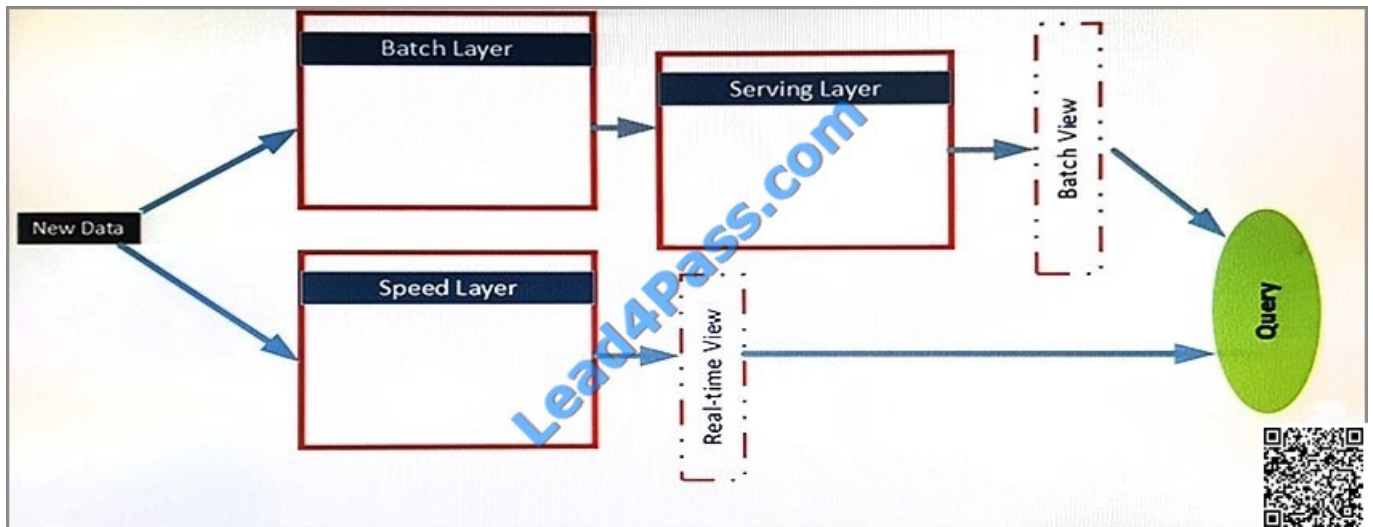 Batch Layer
Serving Layer
Batch View
New Data
Speed Layer
Real-time View
Query
Lead4Pass.com